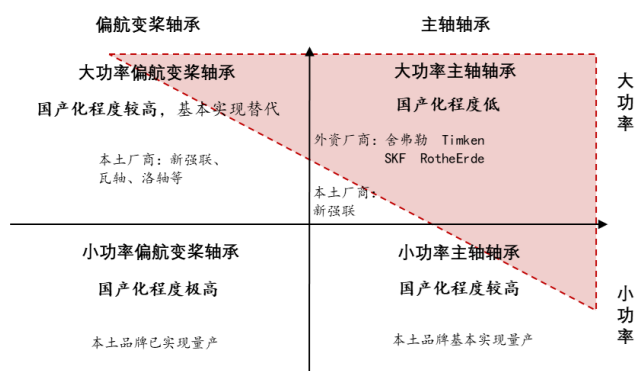 偏航变桨轴承
主轴轴承
大功率偏航变桨轴承
国产化程度较高，基本实现替代
本土厂商：新强联、
瓦轴、洛轴等
大功率主轴轴承
国产化程度低
外资厂商：舍弗勒 Timken
SKF RotheErde
本土厂商：
新强联
大功率
小功率偏航变桨轴承
国产化程度极高
本土品牌已实现量产
小功率主轴轴承
国产化程度较高
本土品牌基本实现量产
小功率